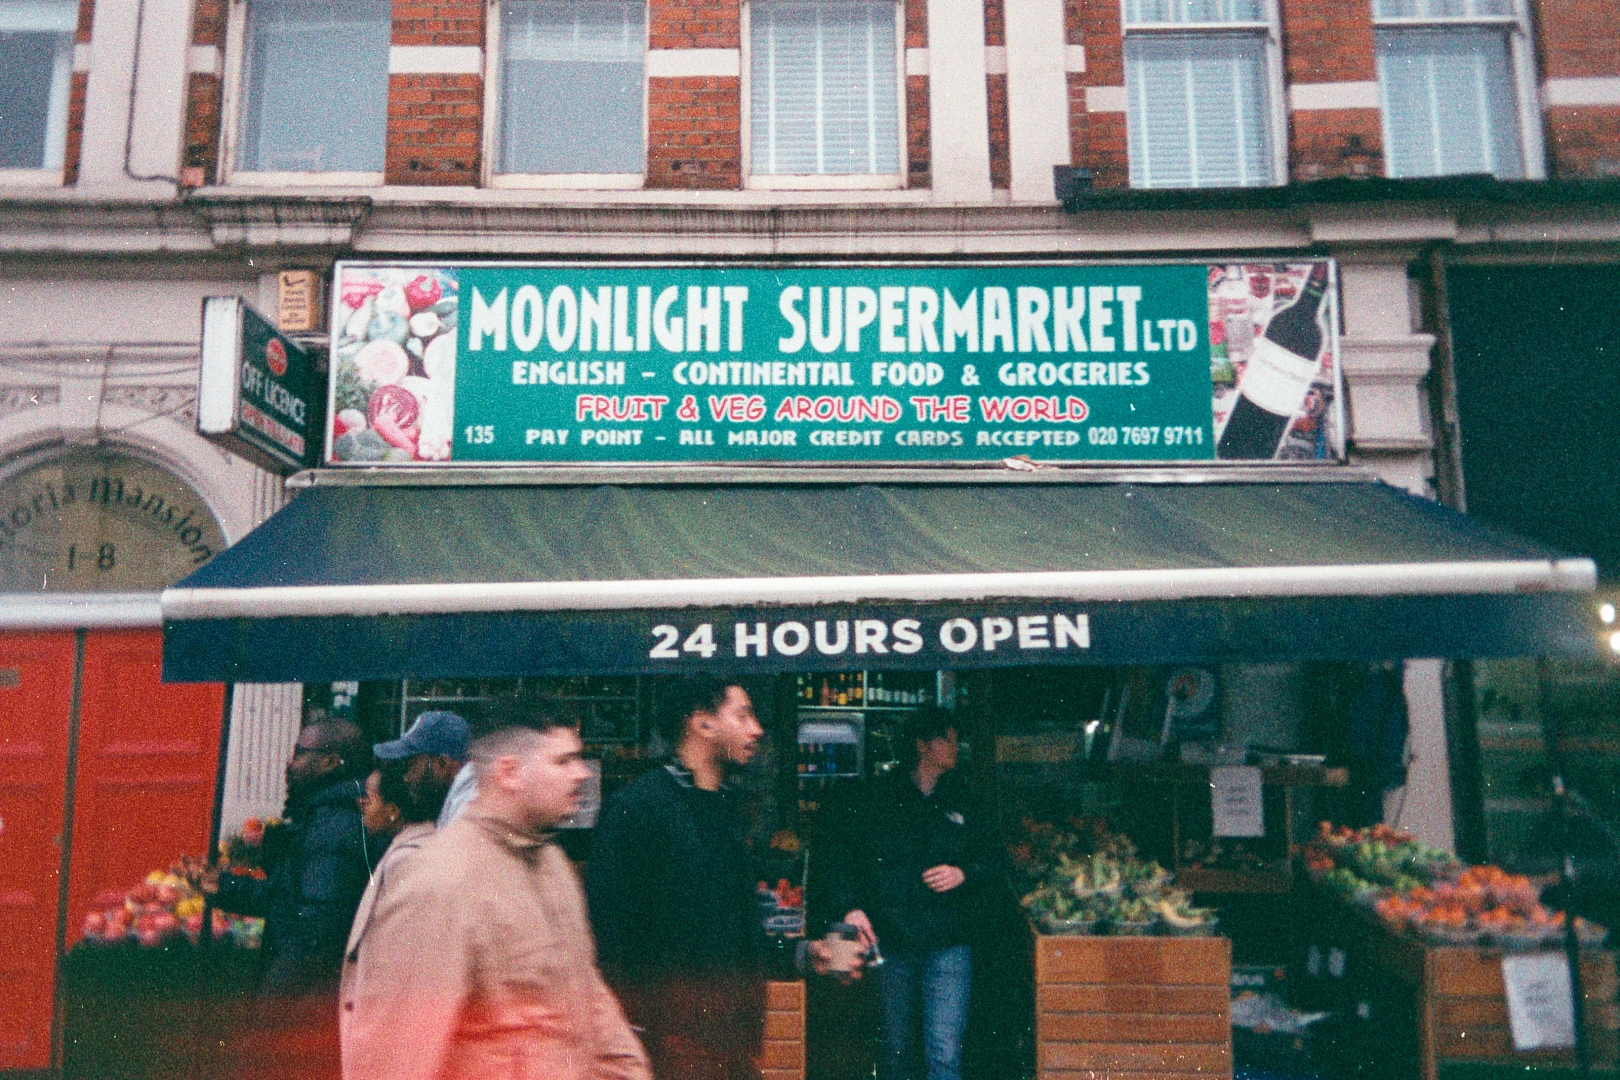 MOONLIGHT SUPERMARKET LTD
ENGLISH - CONTINENTAL FOOD & GROCERIES
FRUIT & VEG AROUND THE WORLD
135 PAY POINT - ALL MAJOR CREDIT CARDS ACCEPTED 020 7697 9711
OFF LICENCE
Mansion
1-8
24 HOURS OPEN